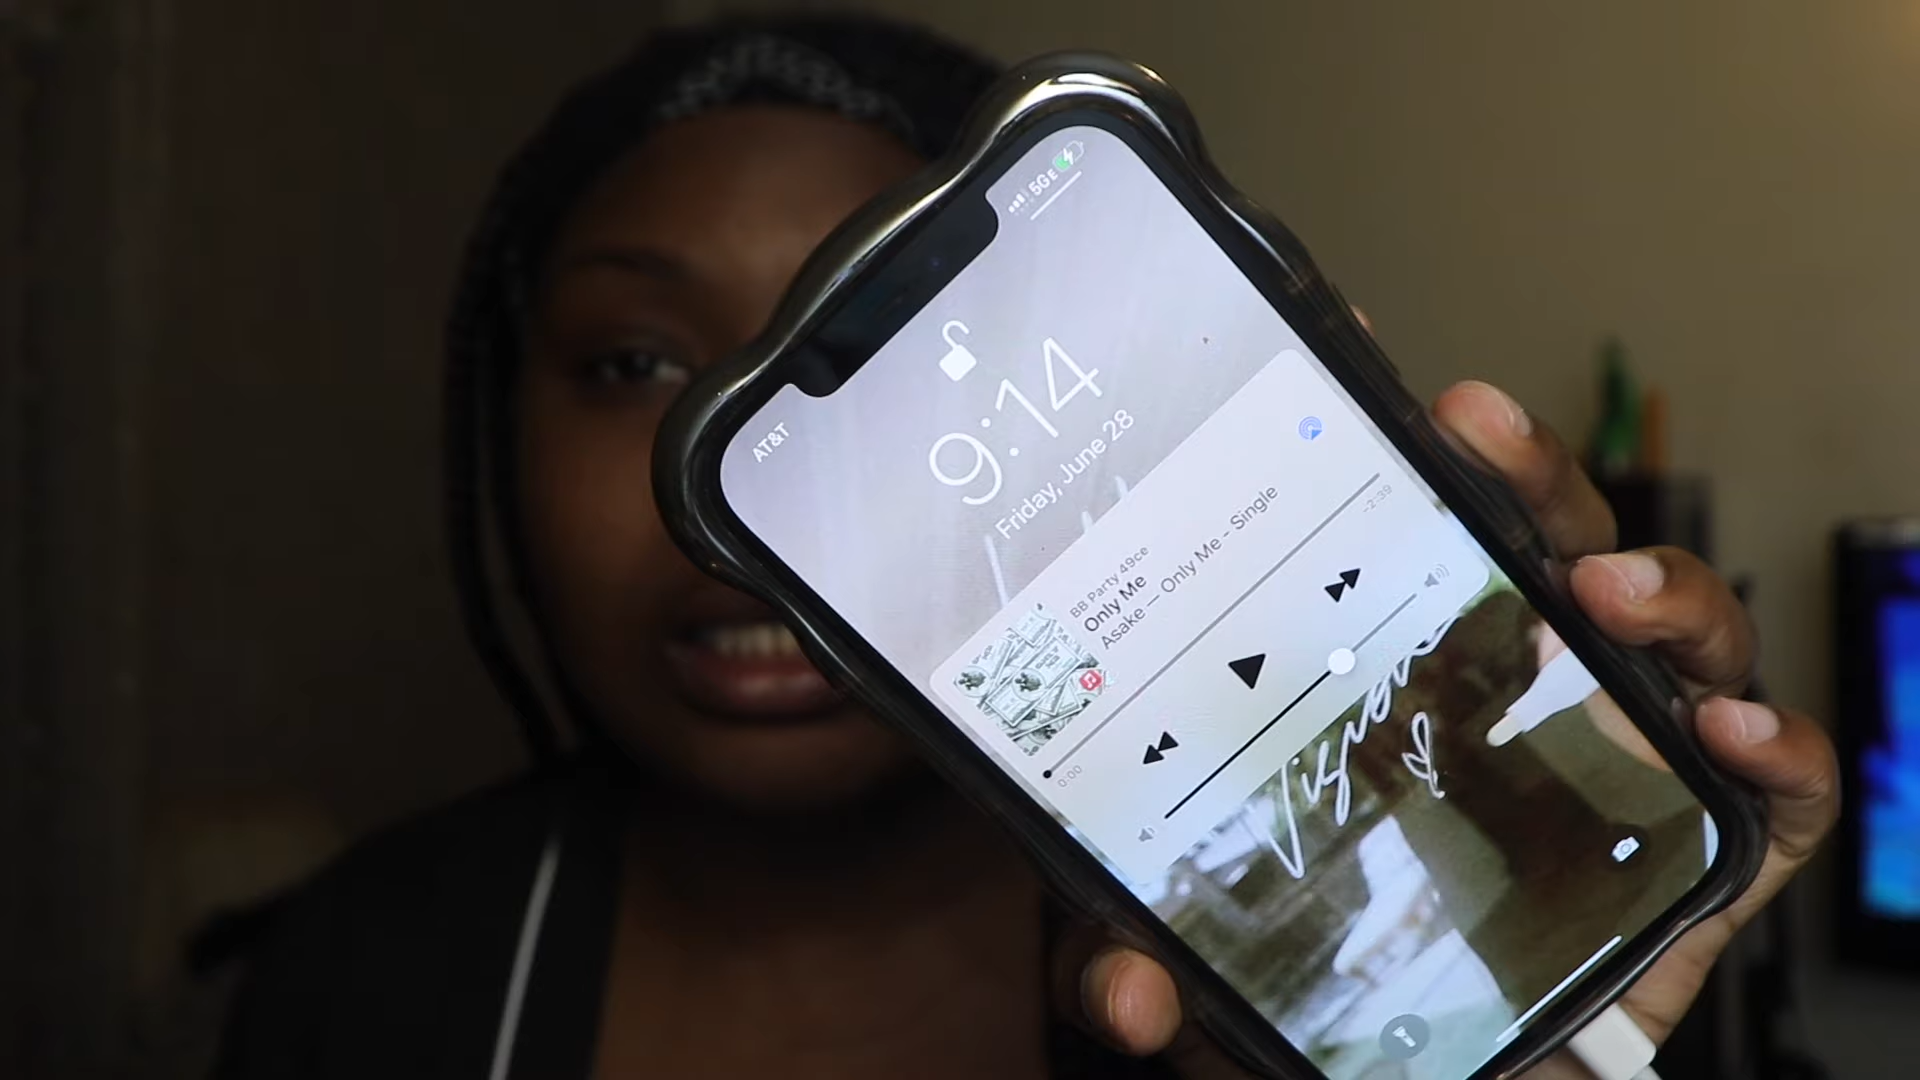 AT&T
5GE
9:14
Friday, June 28
BB Party 49ce
Only Me
Asake — Only Me - Single
0:00
-2:39